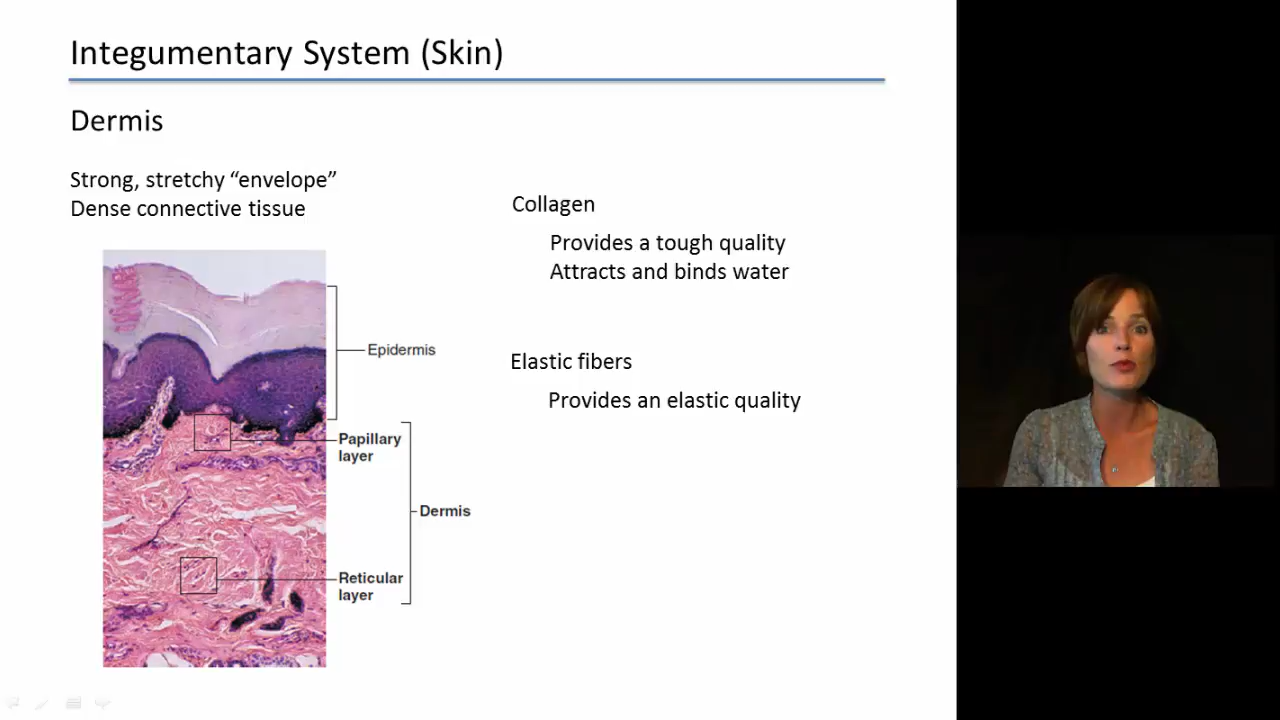 Integumentary System (Skin)
Dermis
Strong, stretchy “envelope”
Dense connective tissue
Collagen
Provides a tough quality
Attracts and binds water
Elastic fibers
Provides an elastic quality
Epidermis
Papillary
layer
Dermis
Reticular
layer